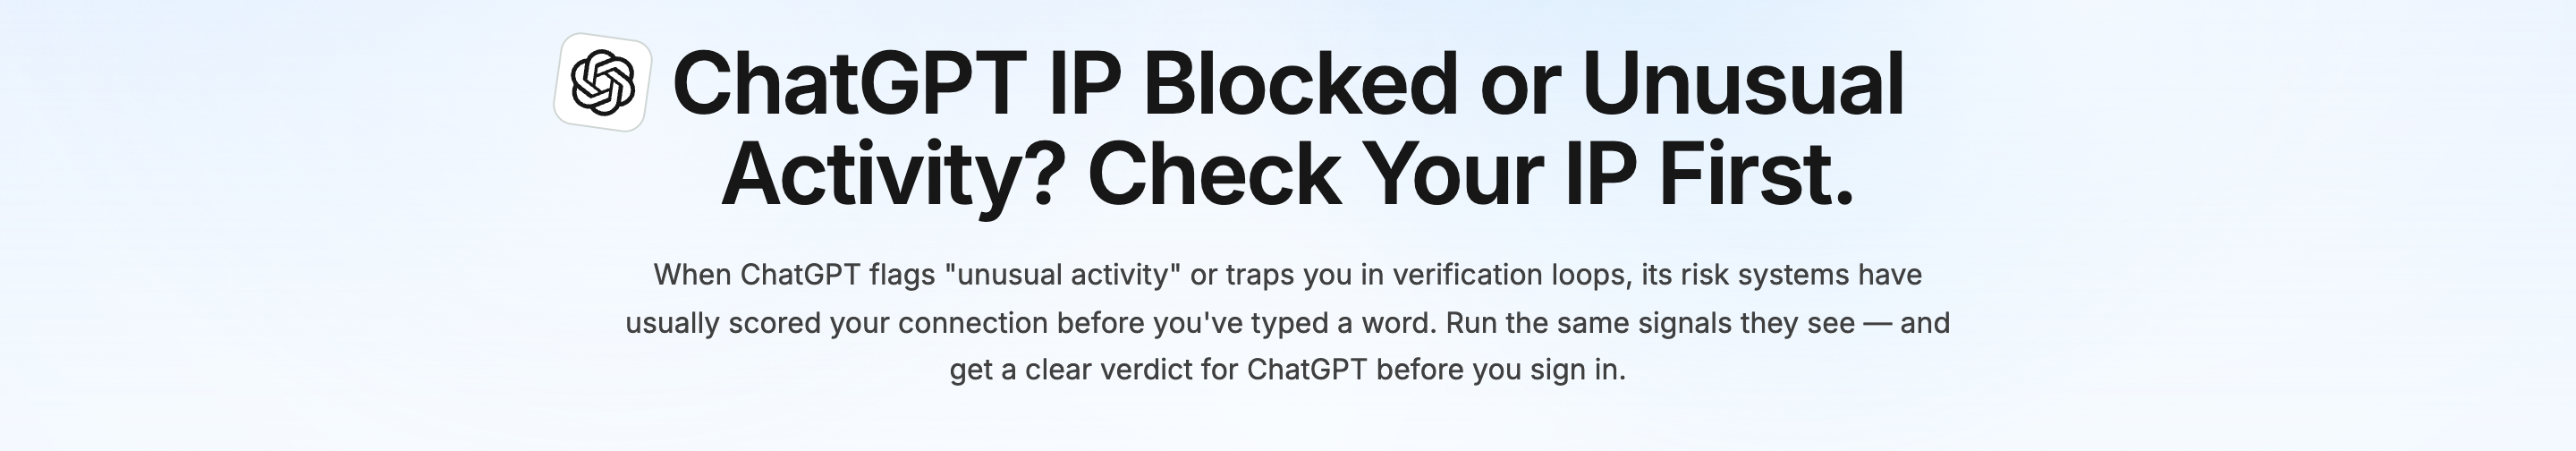 ChatGPT IP Blocked or Unusual
Activity? Check Your IP First.
When ChatGPT flags "unusual activity" or traps you in verification loops, its risk systems have
usually scored your connection before you've typed a word. Run the same signals they see — and
get a clear verdict for ChatGPT before you sign in.